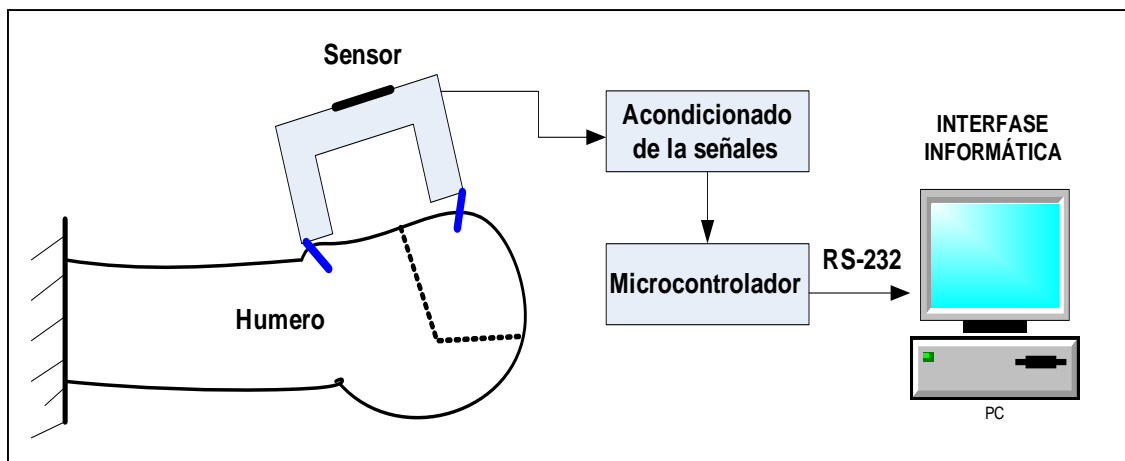 Sensor
Acondicionado
de la señales
INTERFASE
INFORMÁTICA
Microcontrolador
RS-232
Humero
PC